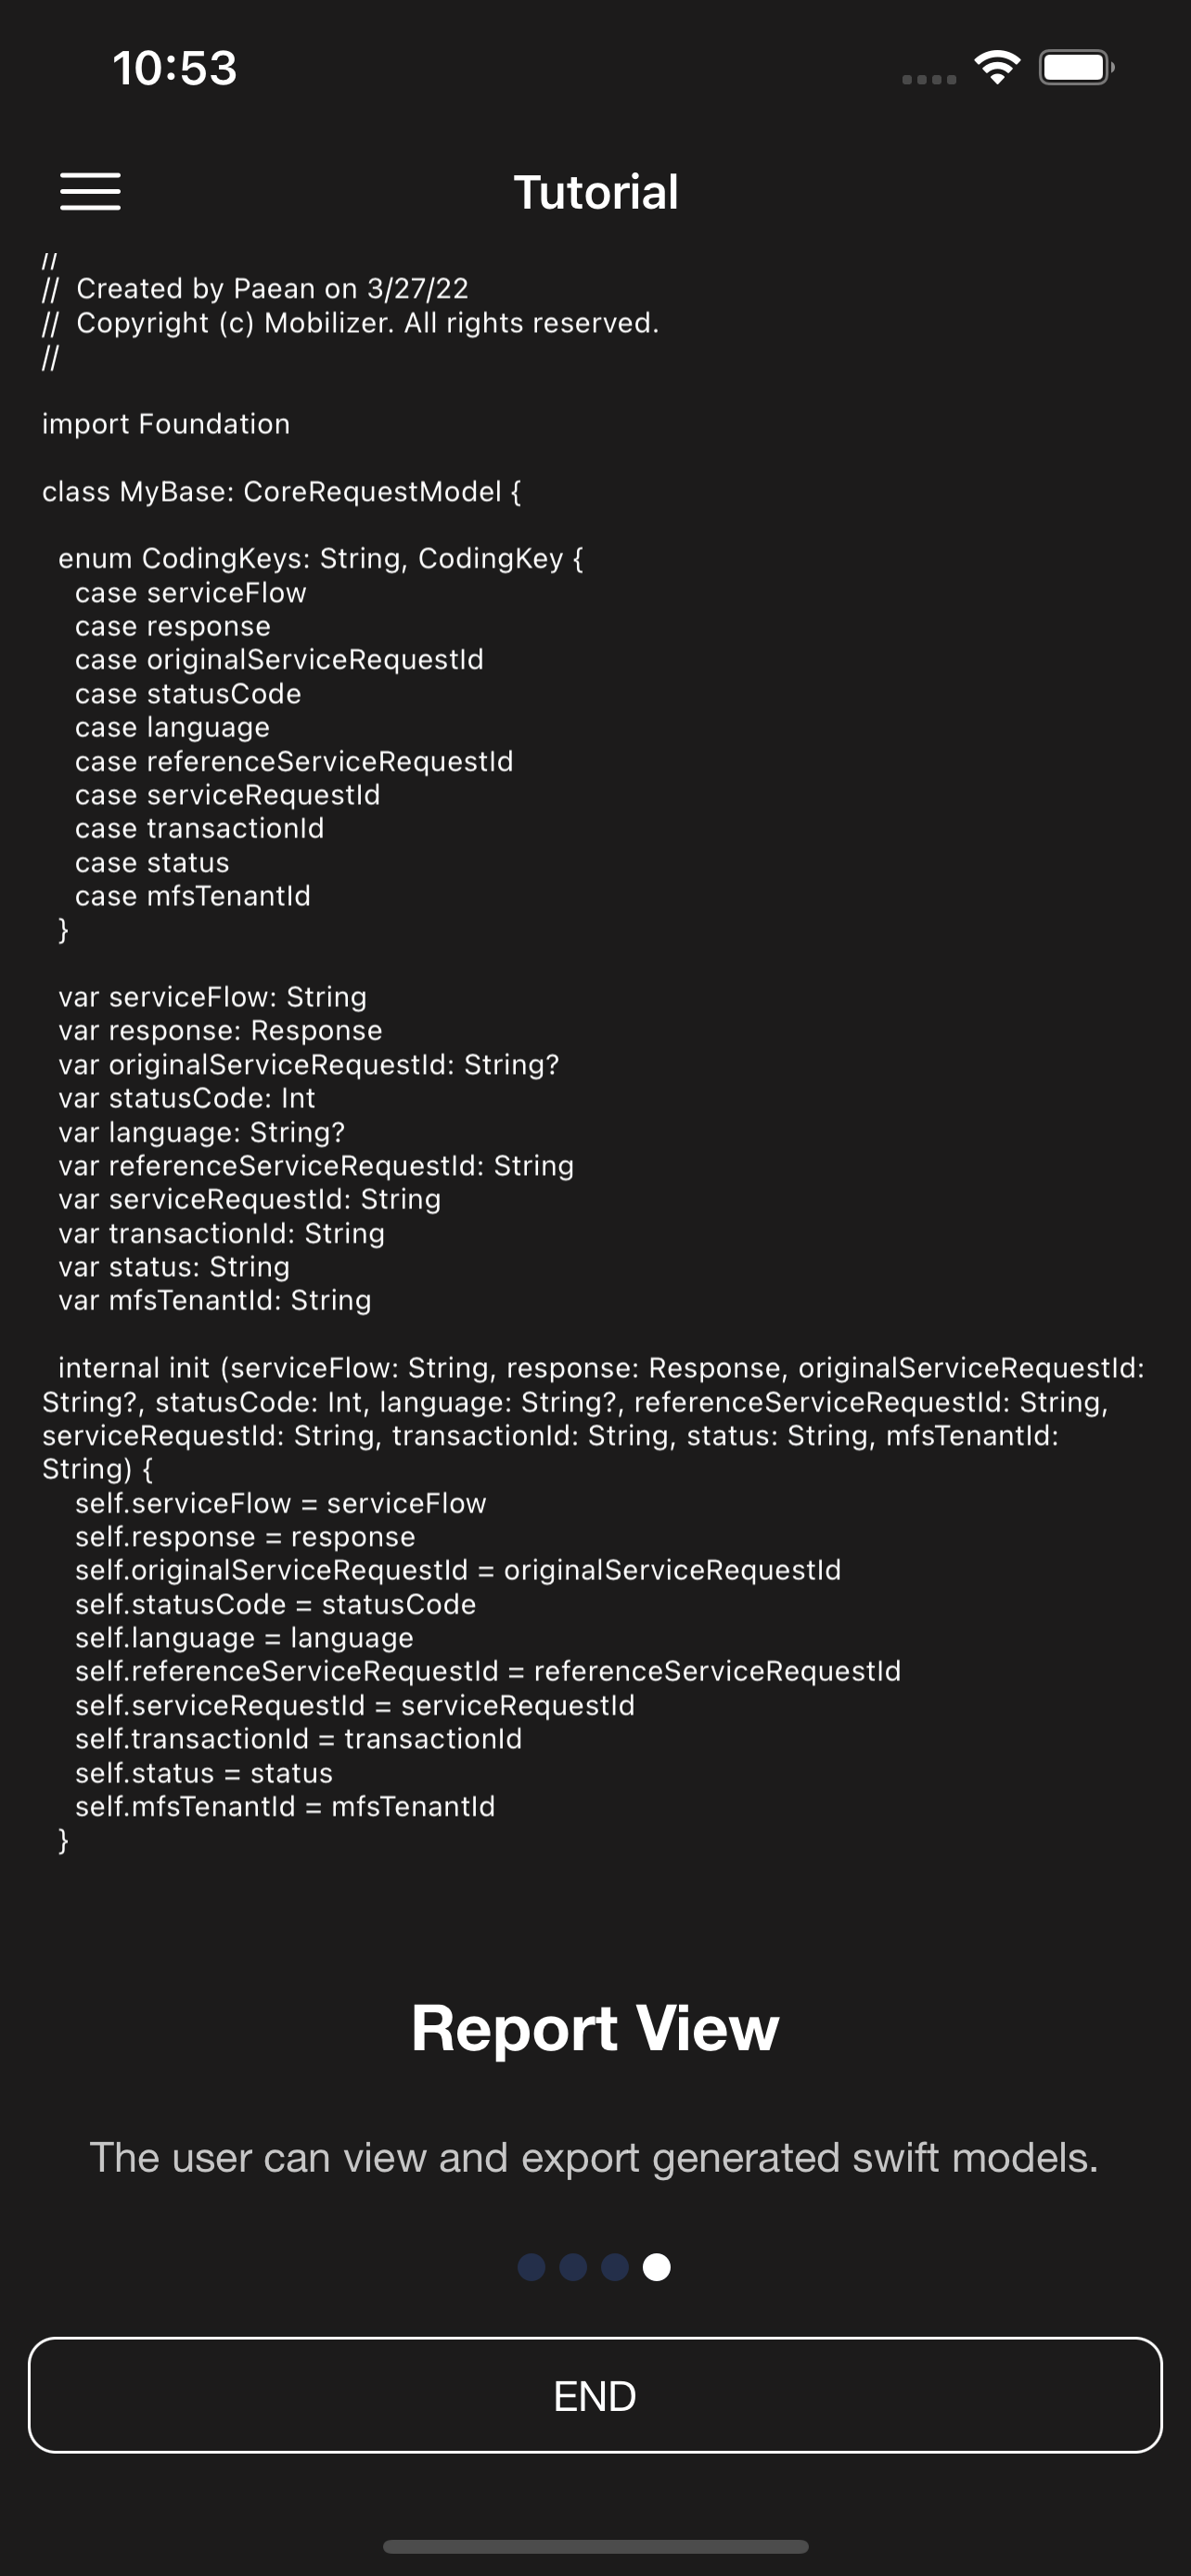 10:53
Tutorial
//
//  Created by Paean on 3/27/22
//  Copyright (c) Mobilizer. All rights reserved.
//
import Foundation
class MyBase: CoreRequestModel {
  enum CodingKeys: String, CodingKey {
    case serviceFlow
    case response
    case originalServiceRequestId
    case statusCode
    case language
    case referenceServiceRequestId
    case serviceRequestId
    case transactionId
    case status
    case mfsTenantId
  }
  var serviceFlow: String
  var response: Response
  var originalServiceRequestId: String?
  var statusCode: Int
  var language: String?
  var referenceServiceRequestId: String
  var serviceRequestId: String
  var transactionId: String
  var status: String
  var mfsTenantId: String
  internal init (serviceFlow: String, response: Response, originalServiceRequestId:
String?, statusCode: Int, language: String?, referenceServiceRequestId: String,
serviceRequestId: String, transactionId: String, status: String, mfsTenantId:
String) {
    self.serviceFlow = serviceFlow
    self.response = response
    self.originalServiceRequestId = originalServiceRequestId
    self.statusCode = statusCode
    self.language = language
    self.referenceServiceRequestId = referenceServiceRequestId
    self.serviceRequestId = serviceRequestId
    self.transactionId = transactionId
    self.status = status
    self.mfsTenantId = mfsTenantId
  }
Report View
The user can view and export generated swift models.
END